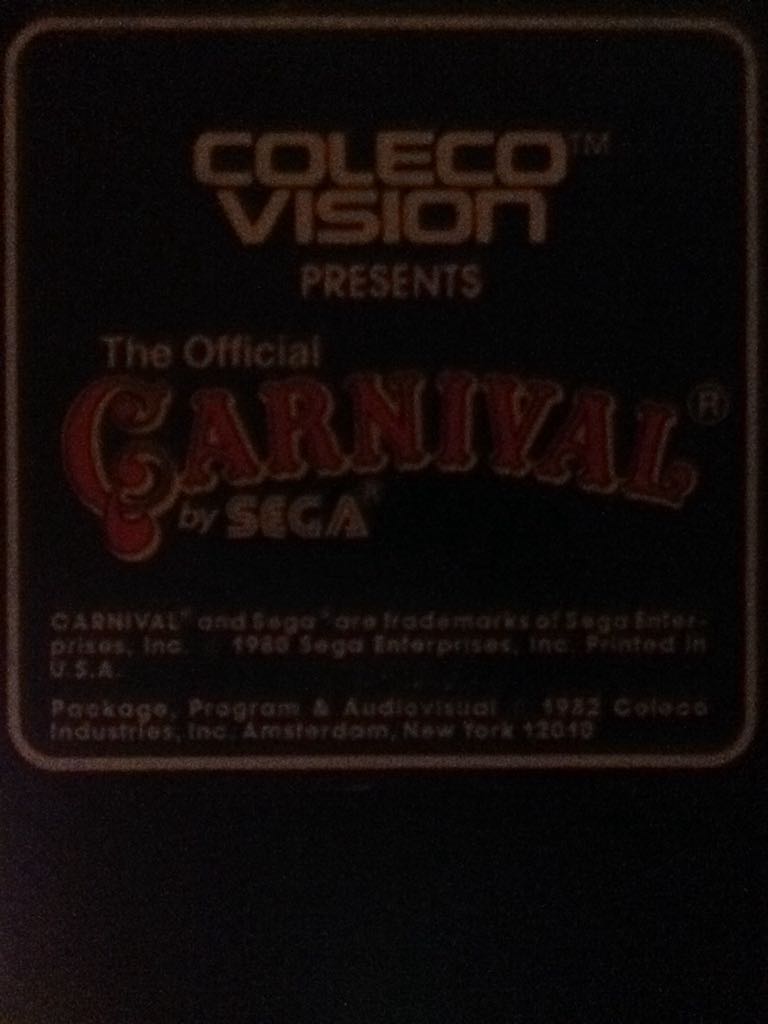 COLECO™
VISION
PRESENTS
The Official
CARNIVAL®
by SEGA®
CARNIVAL® and Sega® are trademarks of Sega Enter-
prises, Inc. © 1980 Sega Enterprises, Inc. Printed in
U.S.A.
Package, Program & Audiovisual © 1982 Coleco
Industries, Inc. Amsterdam, New York 12010